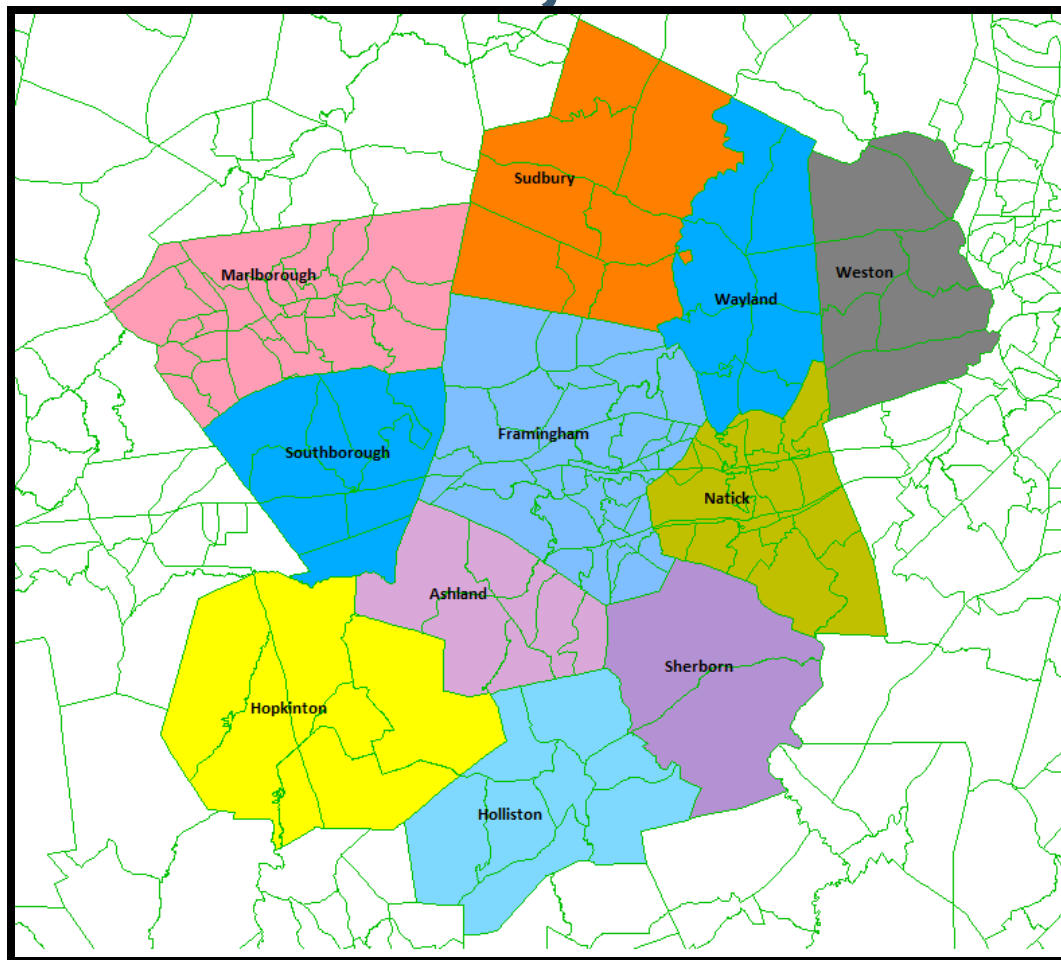 Sudbury
Marlborough
Weston
Wayland
Framingham
Southborough
Natick
Ashland
Sherborn
Hopkinton
Holliston